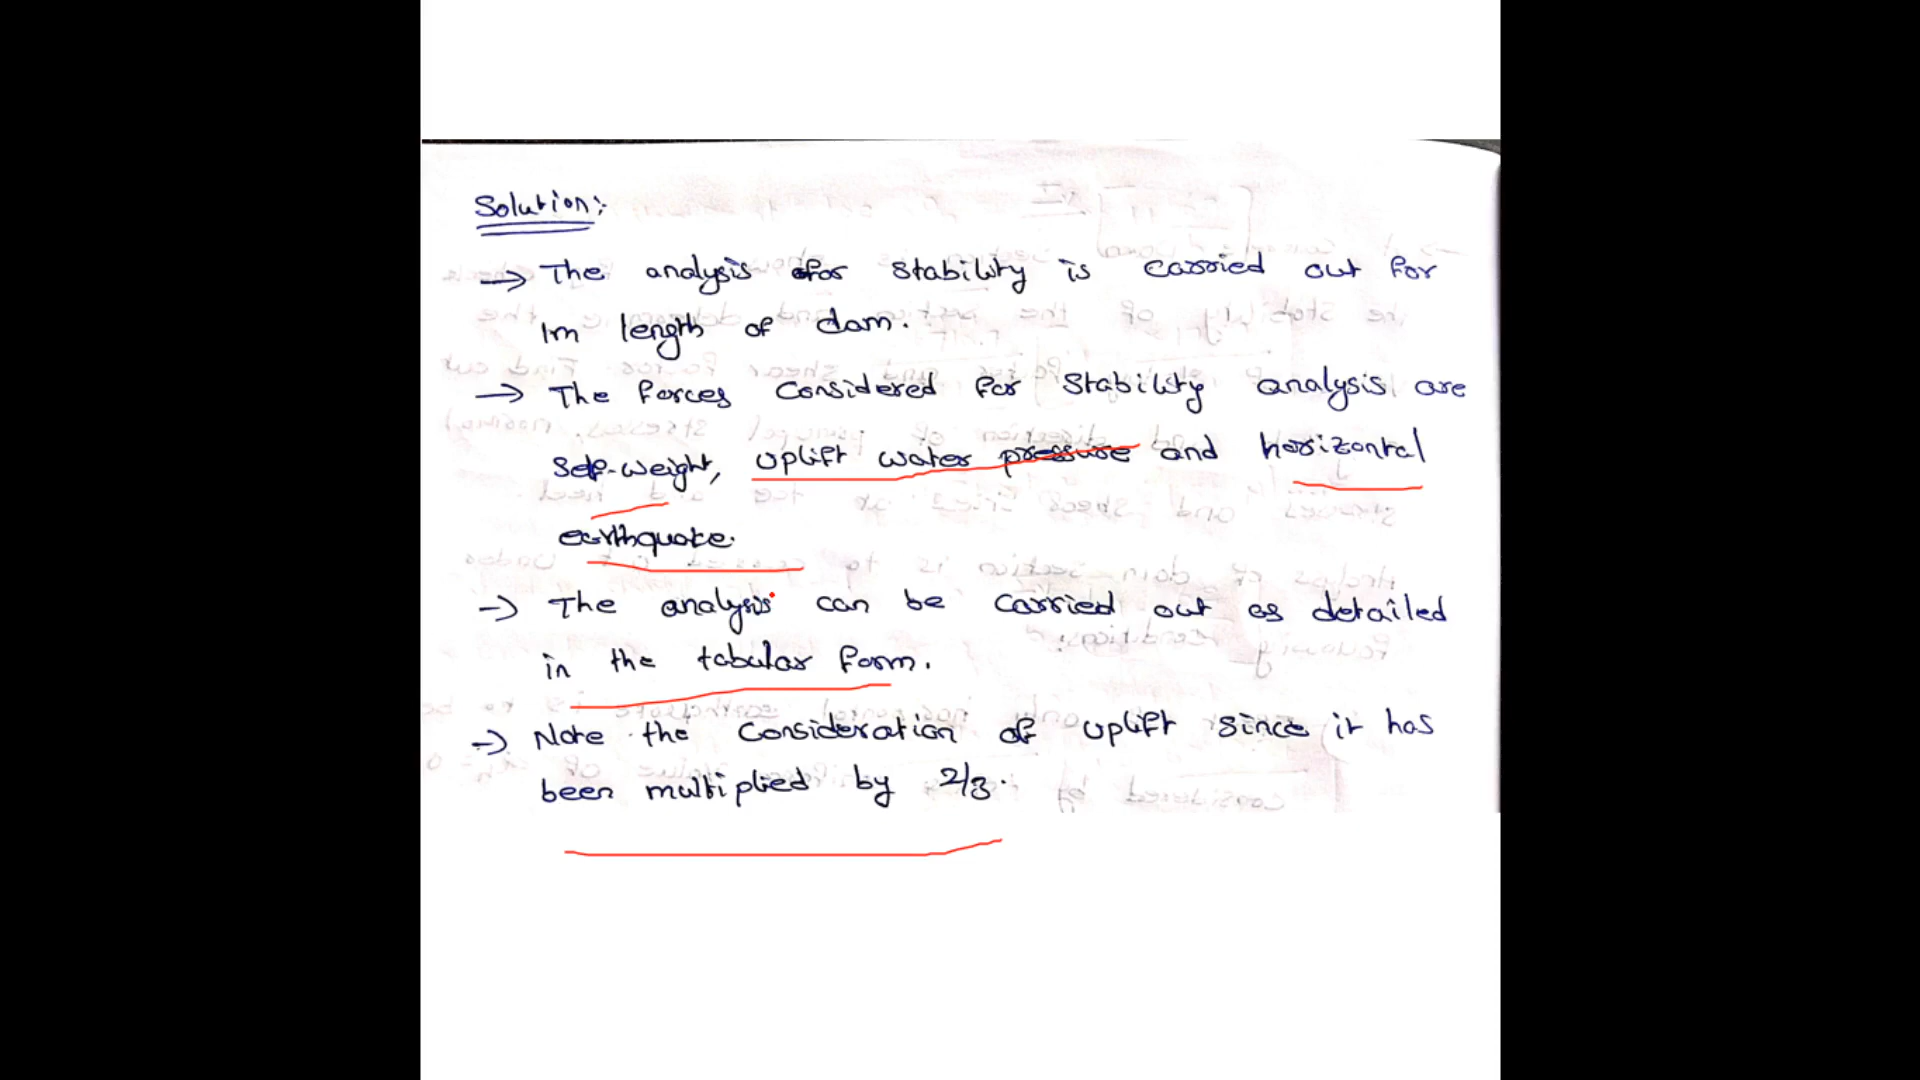 Solution:
→ The analysis for stability is carried out for
1m length of dam.
→ The forces considered for stability analysis are
self-weight, uplift water pressure and horizontal
earthquake.
→ The analysis can be carried out as detailed
in the tabular form.
→ Note the consideration of uplift since it has
been multiplied by 2/3.